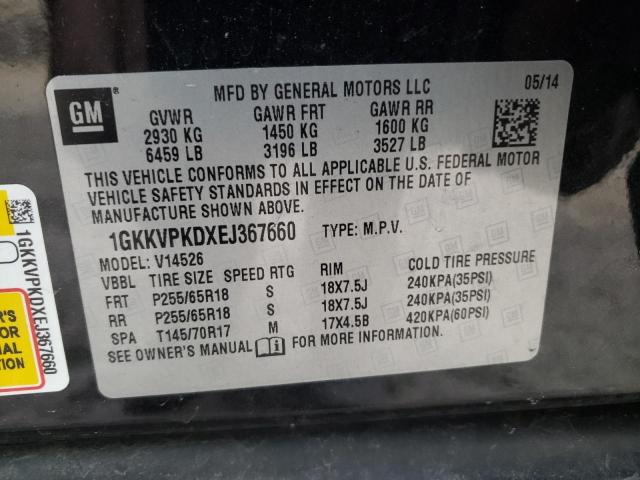 MFD BY GENERAL MOTORS LLC
05/14
GM
GVWR GAWR FRT GAWR RR
2930 KG 1450 KG 1600 KG
6459 LB 3196 LB 3527 LB
THIS VEHICLE CONFORMS TO ALL APPLICABLE U.S. FEDERAL MOTOR
VEHICLE SAFETY STANDARDS IN EFFECT ON THE DATE OF
MANUFACTURE SHOWN ABOVE.
1GKKVPKDXEJ367660 TYPE: M.P.V.
MODEL: V14526
VBBL TIRE SIZE SPEED RTG RIM COLD TIRE PRESSURE
FRT P255/65R18 S 18X7.5J 240KPA(35PSI)
RR P255/65R18 S 18X7.5J 240KPA(35PSI)
SPA T145/70R17 M 17X4.5B 420KPA(60PSI)
SEE OWNER'S MANUAL FOR MORE INFORMATION.
1GKKVPKDXEJ367660